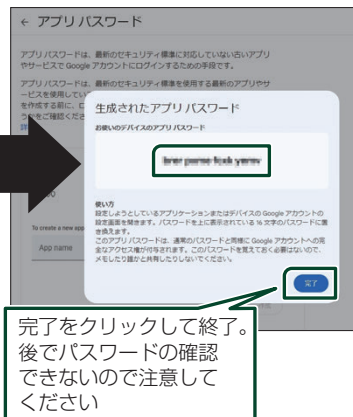 ← アプリ パスワード
アプリ パスワードは、最新のセキュリティ標準に対応していない古いアプリ
やサービスで Google アカウントにログインするための手段です。
アプリ パスワードは、最新のセキュリティ標準を使用する最新のアプリやサ
ービスを使用してい
を作成する前に、
うかをご確認くださ
生成されたアプリ パスワード
お使いのデバイスのアプリ パスワード
使い方
設定しようとしているアプリケーションまたはデバイスの Google アカウントの
設定画面を開きます。パスワードを上に表示されている 16 文字のパスワードに置
き換えます。
このアプリ パスワードは、通常のパスワードと同様に Google アカウントへの完
全なアクセス権が付与されます。このパスワードを覚えておく必要はないので、
メモしたり誰かと共有したりしないでください。
To create a new app
App name
完了
完了をクリックして終了。
後でパスワードの確認
できないので注意して
ください